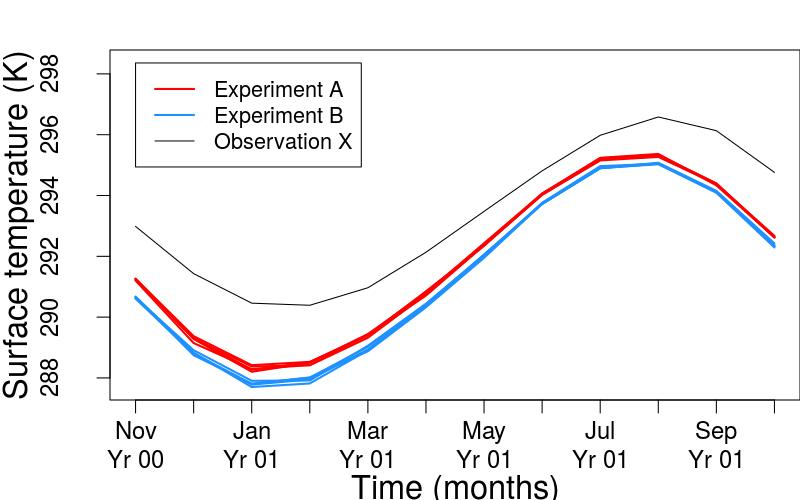 Surface temperature (K)
298
296
294
292
290
288
Experiment A
Experiment B
Observation X
Nov Jan Mar May Jul Sep
Yr 00 Yr 01 Yr 01 Yr 01 Yr 01 Yr 01
Time (months)